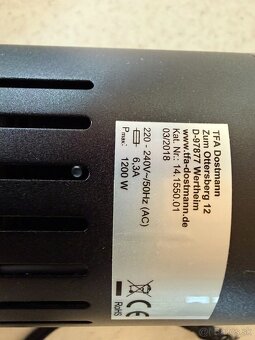 TFA Dostmann
Zum Ottersberg 12
D-97877 Wertheim
www.tfa-dostmann.de
Kat. Nr.: 14.1550.01
03/2018
220 - 240V~/50Hz (AC)
6,3A
Pmax: 1200 W
CE
RoHS